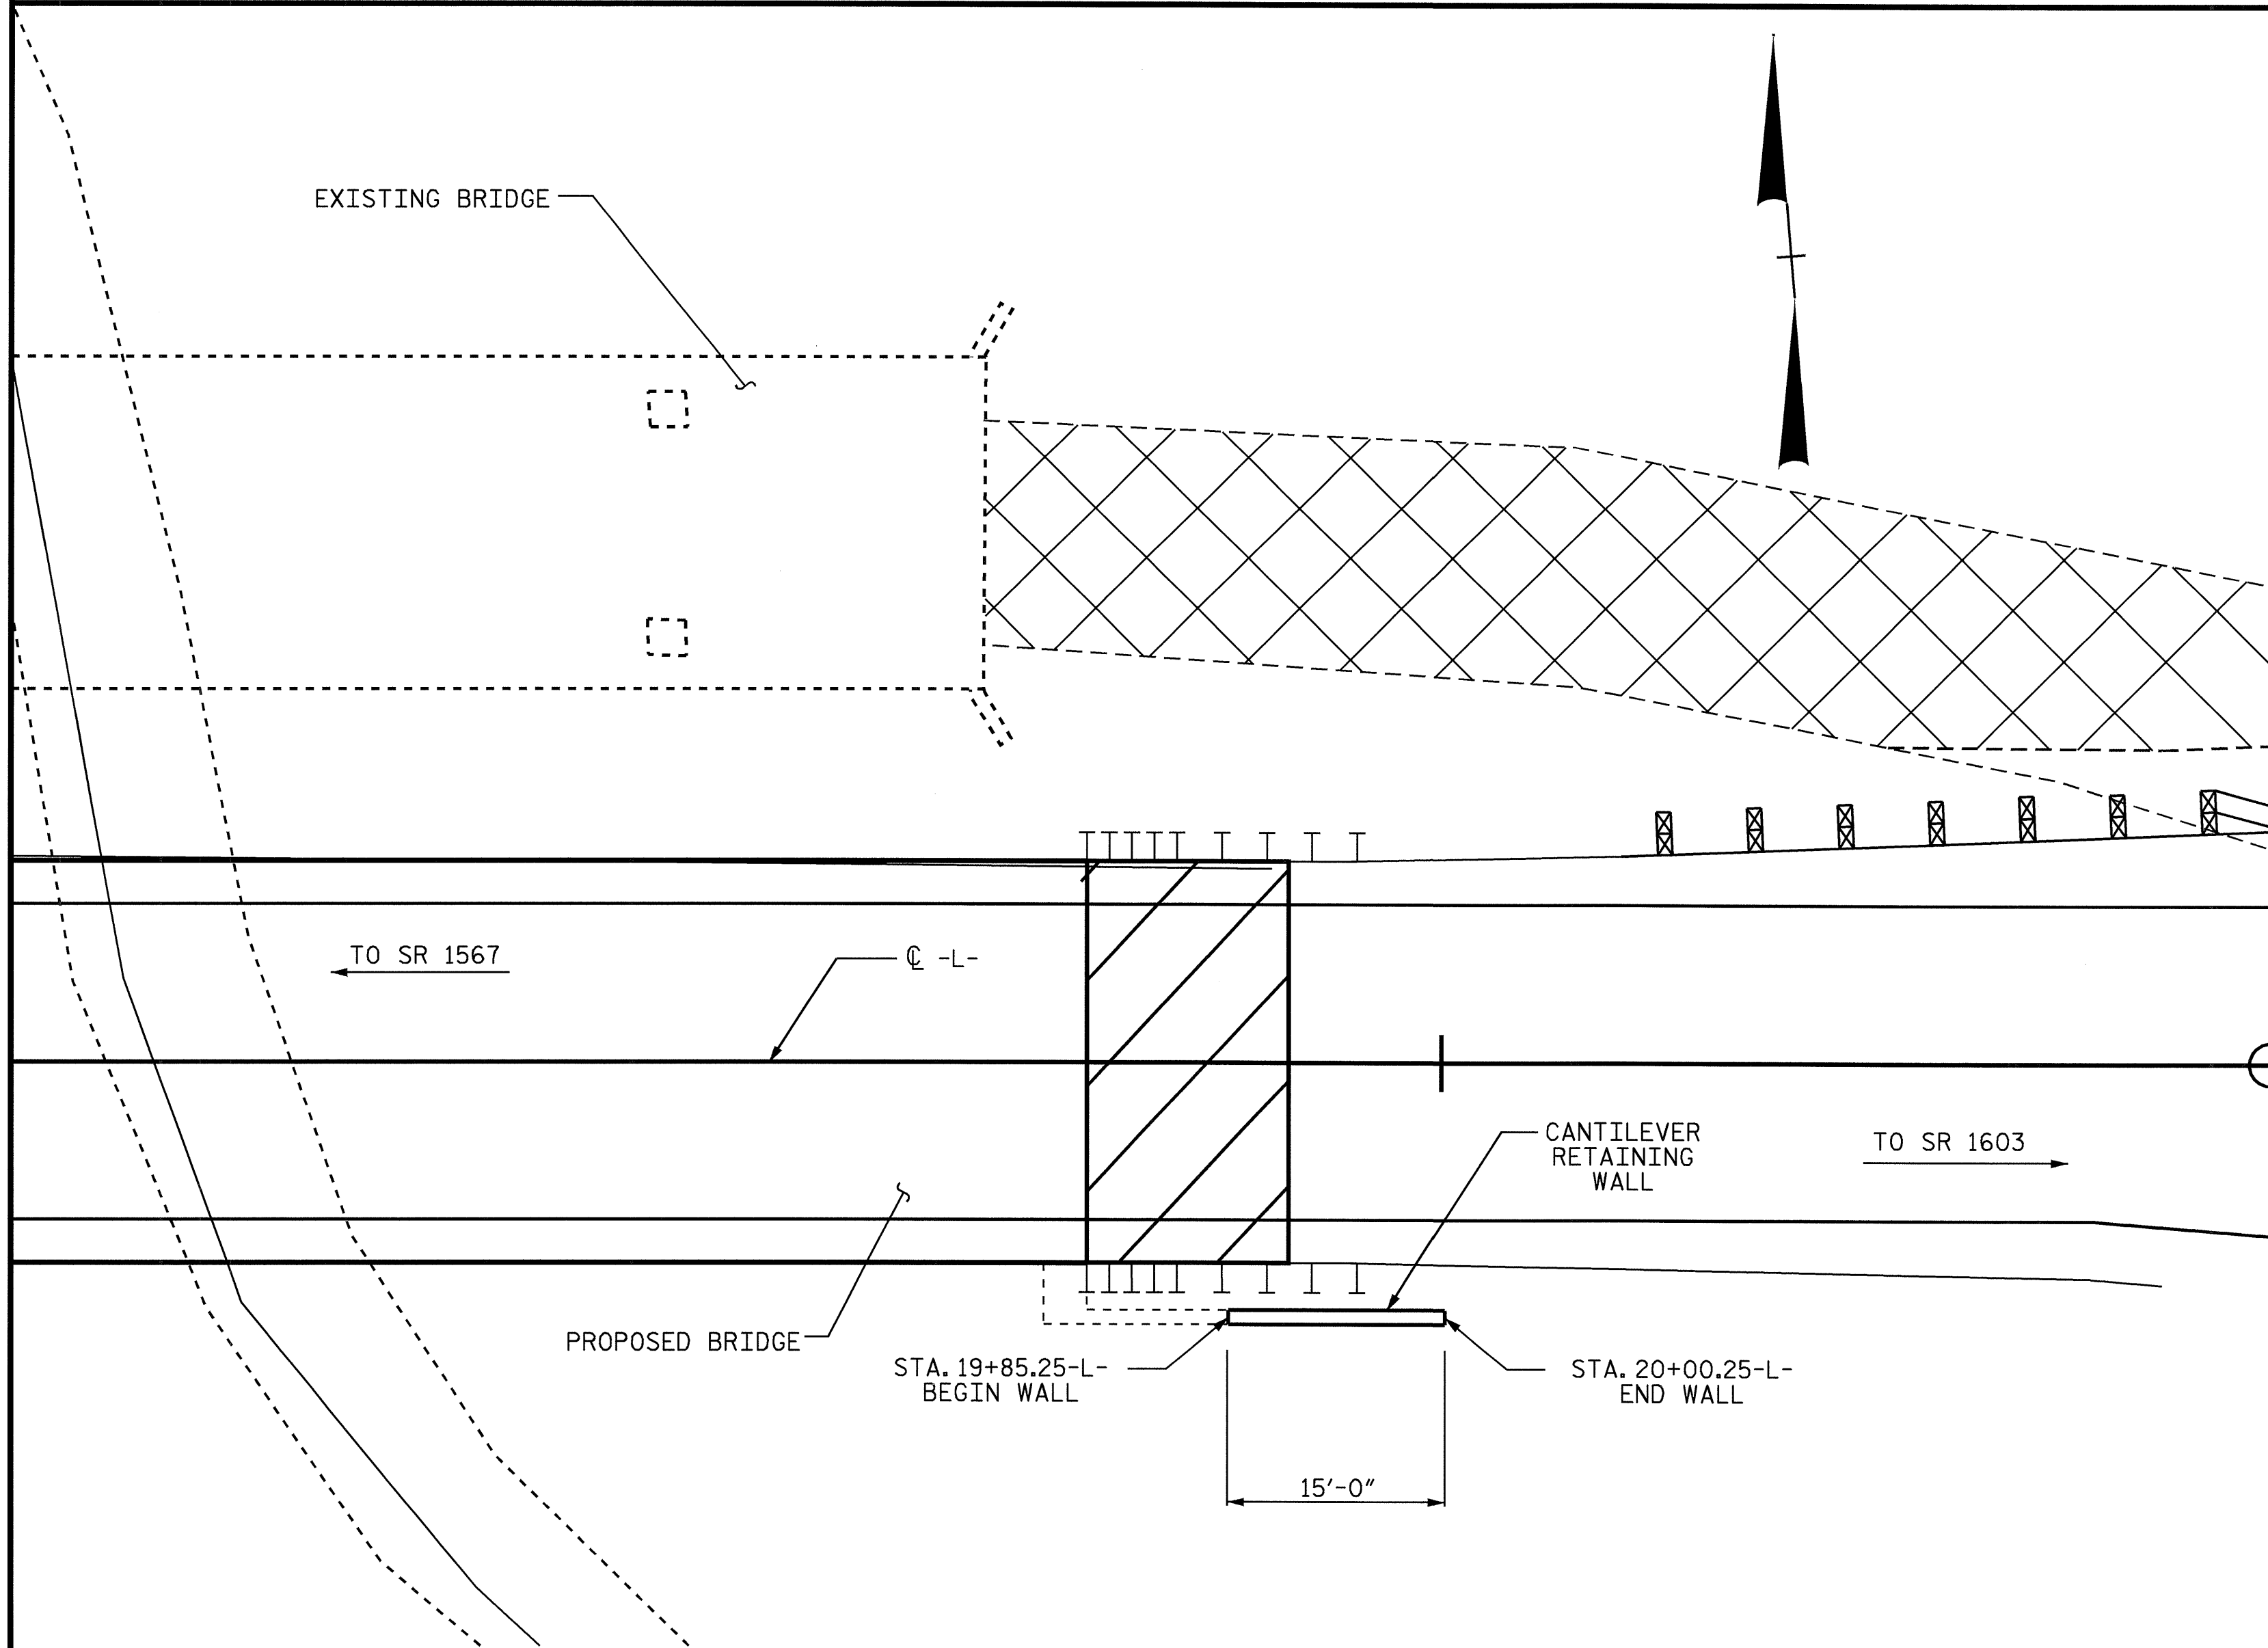 EXISTING BRIDGE
TO SR 1567
℄ -L-
CANTILEVER
RETAINING
WALL
TO SR 1603
PROPOSED BRIDGE
STA. 19+85.25-L-
BEGIN WALL
STA. 20+00.25-L-
END WALL
15'-0"